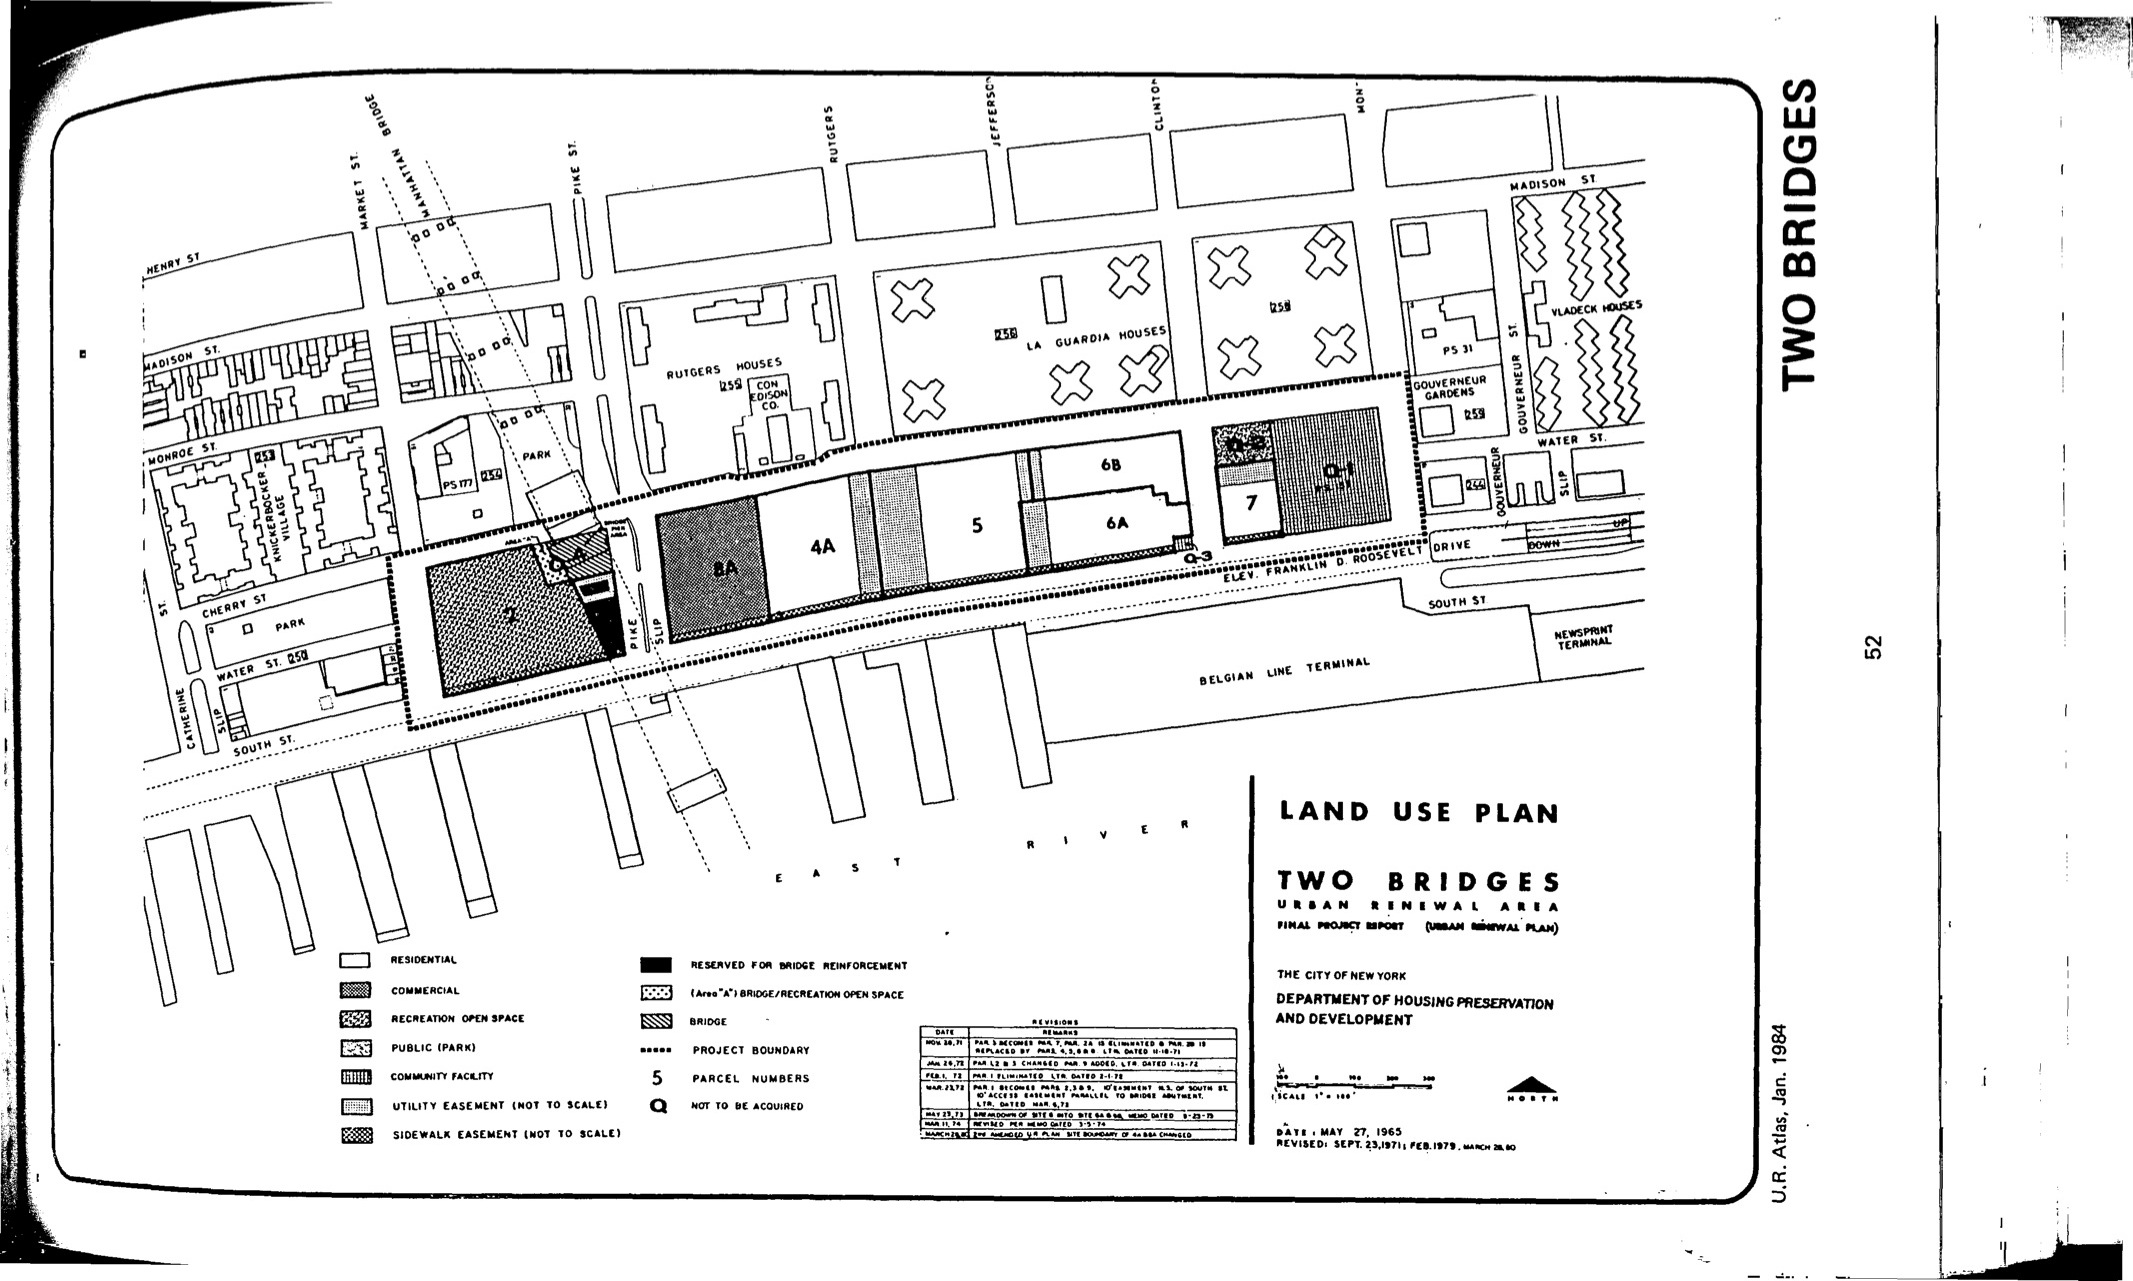 TWO BRIDGES
52
U.R. Atlas, Jan. 1984
HENRY ST
MARKET ST.
MANHATTAN BRIDGE
PIKE ST.
RUTGERS
JEFFERSO
CLINTON
MON
MADISON ST.
MADISON ST.
MONROE ST.
253
KNICKERBOCKER
VILLAGE
PS 177
254
PARK
RUTGERS HOUSES
255
CON
EDISON
CO.
256
LA GUARDIA HOUSES
258
PS 31
GOUVERNEUR
GARDENS
259
GOUVERNEUR ST.
VLADECK HOUSES
WATER ST.
244
GOUVERNEUR
SLIP
UP
DOWN
CHERRY ST
PARK
WATER ST.
250
CATHERINE
SLIP
ST.
SOUTH ST.
AREA "A"
BRIDGE
PIER
AREA
Q-4
2
PIKE
SLIP
8A
4A
5
6B
6A
Q-3
Q-2
7
Q-1
ELEV. FRANKLIN D. ROOSEVELT DRIVE
SOUTH ST
BELGIAN LINE TERMINAL
NEWSPRINT
TERMINAL
EAST RIVER
LAND USE PLAN
TWO BRIDGES
URBAN RENEWAL AREA
FINAL PROJECT REPORT (URBAN RENEWAL PLAN)
THE CITY OF NEW YORK
DEPARTMENT OF HOUSING PRESERVATION
AND DEVELOPMENT
100 0 100 200 300
SCALE 1" = 100'
NORTH
DATE: MAY 27, 1965
REVISED: SEPT. 23, 1971; FEB. 1979, MARCH 28, 80
RESIDENTIAL
COMMERCIAL
RECREATION OPEN SPACE
PUBLIC (PARK)
COMMUNITY FACILITY
UTILITY EASEMENT (NOT TO SCALE)
SIDEWALK EASEMENT (NOT TO SCALE)
RESERVED FOR BRIDGE REINFORCEMENT
(Area "A") BRIDGE/RECREATION OPEN SPACE
BRIDGE
PROJECT BOUNDARY
5 PARCEL NUMBERS
Q NOT TO BE ACQUIRED
REVISIONS
DATE REMARKS
PAR. 3 BECOMES PAR. 7, PAR. 2A IS ELIMINATED & PAR. 2B IS
REPLACED BY PARS. 4, 5, 6 & 8 LTR. DATED 11-18-71
JAN. 26, 72 PAR. 1, 2 & 3 CHANGED PAR. 9 ADDED. LTR. DATED 1-13-72
FEB. 1, 72 PAR. 1 ELIMINATED LTR. DATED 2-1-72
MAR. 23, 72 PAR. 1 BECOMES PARS. 2, 3 & 9, 10' EASEMENT N.S. OF SOUTH ST.
10' ACCESS EASEMENT PARALLEL TO BRIDGE ABUTMENT.
LTR. DATED MAR. 6, 72
MAY 23, 73 BREAKDOWN OF SITE 6 INTO SITE 6A & 6B, MEMO DATED 5-23-73
MAR. 11, 74 REVISED PER MEMO DATED 3-5-74
MARCH 28, 80 2nd AMENDED U.R. PLAN SITE BOUNDARY OF 4A & 8A CHANGED